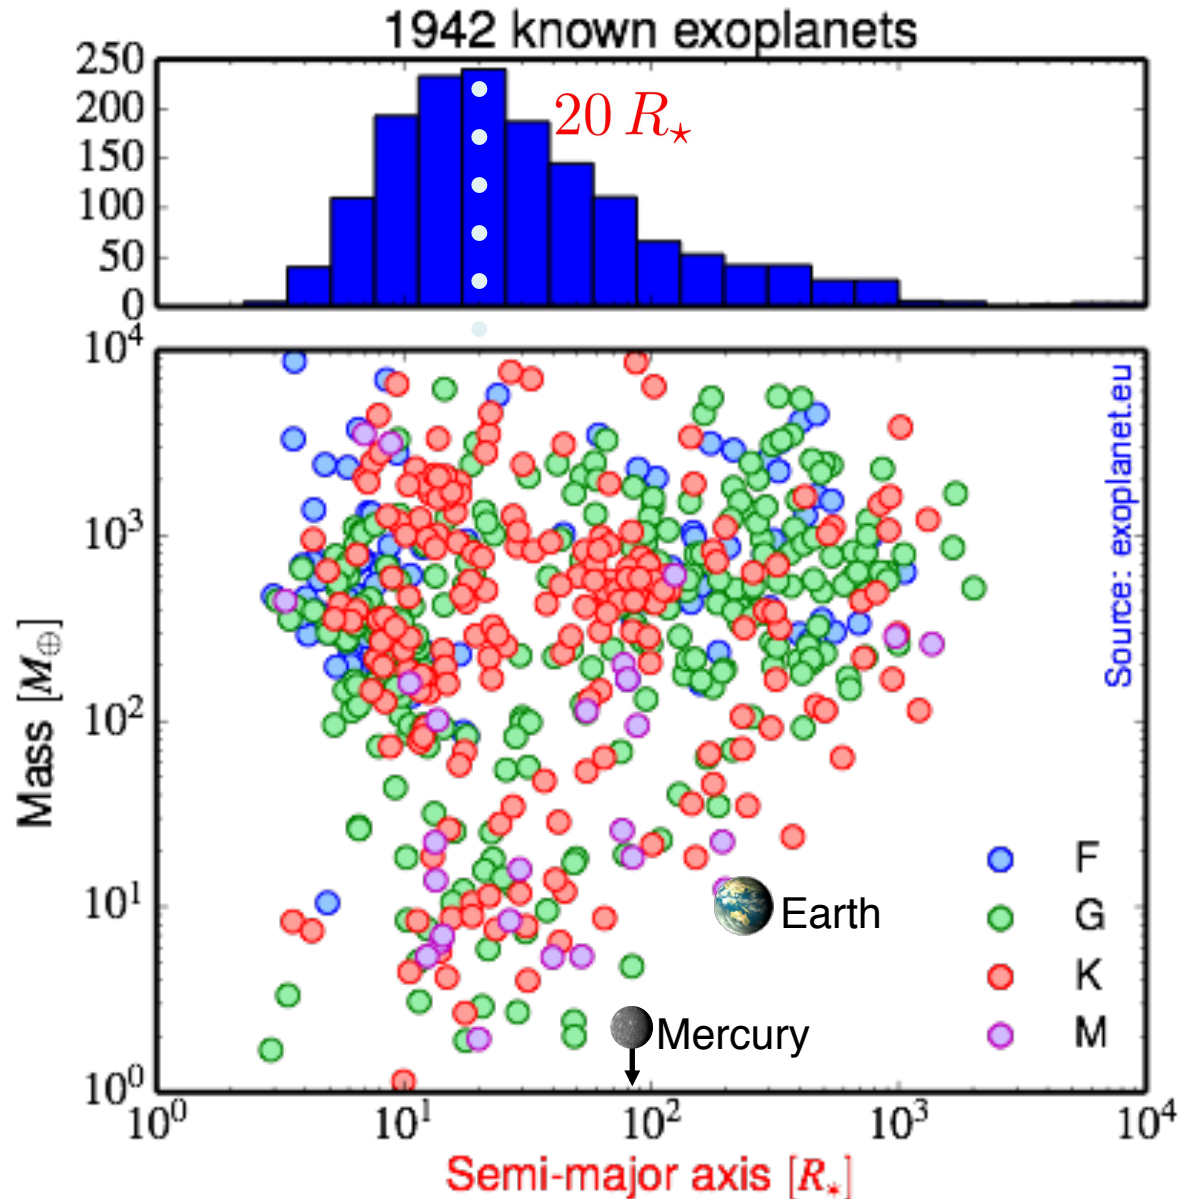 1942 known exoplanets
250
200
150
100
50
0
20 R⋆
10⁴
10³
10²
10¹
10⁰
Mass [M⊕]
Source: exoplanet.eu
F
G
K
M
Earth
Mercury
10⁰ 10¹ 10² 10³ 10⁴
Semi-major axis [R⋆]